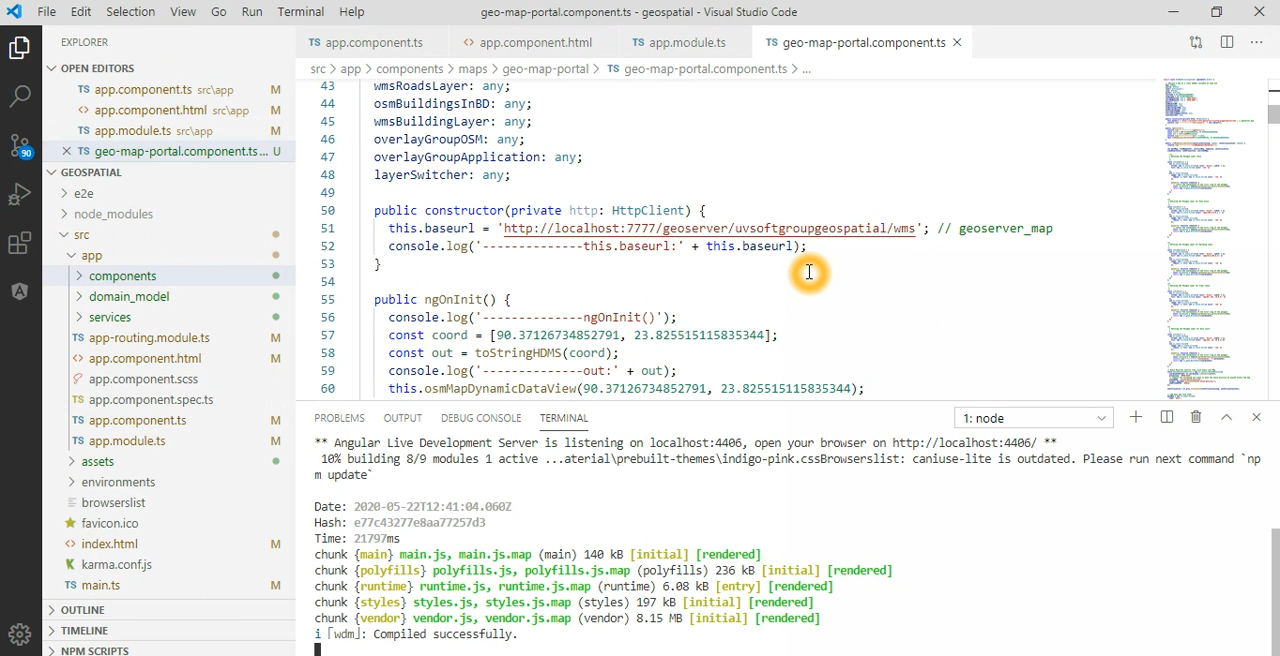 File Edit Selection View Go Run Terminal Help geo-map-portal.component.ts - geospatial - Visual Studio Code
EXPLORER
OPEN EDITORS
TS app.component.ts src\app M
<> app.component.html src\app M
TS app.module.ts src\app M
TS geo-map-portal.component.ts... U
GEOSPATIAL
e2e
node_modules
src
app
components
domain_model
services
TS app-routing.module.ts M
<> app.component.html M
app.component.scss
TS app.component.spec.ts
TS app.component.ts M
TS app.module.ts M
assets
environments
browserslist
favicon.ico
<> index.html M
karma.conf.js
TS main.ts M
OUTLINE
TIMELINE
NPM SCRIPTS
90
TS app.component.ts <> app.component.html TS app.module.ts TS geo-map-portal.component.ts
src > app > components > maps > geo-map-portal > TS geo-map-portal.component.ts > ...
43 wmsRoadsLayer: any;
44 osmBuildingsInBD: any;
45 wmsBuildingLayer: any;
46 overlayGroupOsm: any;
47 overLayGroupApplication: any;
48 layerSwitcher: any;
49
50 public constructor(private http: HttpClient) {
51 this.baseurl = 'http://localhost:7777/geoserver/uvsoftgroupgeospatial/wms'; // geoserver_map
52 console.log('--------------this.baseurl:' + this.baseurl);
53 }
54
55 public ngOnInit() {
56 console.log('--------------ngOnInit()');
57 const coord = [90.37126734852791, 23.8255151158353​44];
58 const out = toStringHDMS(coord);
59 console.log('--------------out:' + out);
60
PROBLEMS OUTPUT DEBUG CONSOLE TERMINAL 1: node
** Angular Live Development Server is listening on localhost:4406, open your browser on http://localhost:4406/ **
10% building 8/9 modules 1 active ...aterial\prebuilt-themes\indigo-pink.cssBrowserslist: caniuse-lite is outdated. Please run next command `np
m update`
Date: 2020-05-22T12:41:04.060Z
Hash: e77c43277e8aa77257d3
Time: 21797ms
chunk {main} main.js, main.js.map (main) 140 kB [initial] [rendered]
chunk {polyfills} polyfills.js, polyfills.js.map (polyfills) 236 kB [initial] [rendered]
chunk {runtime} runtime.js, runtime.js.map (runtime) 6.08 kB [entry] [rendered]
chunk {styles} styles.js, styles.js.map (styles) 197 kB [initial] [rendered]
chunk {vendor} vendor.js, vendor.js.map (vendor) 8.15 MB [initial] [rendered]
i ｢wdm｣: Compiled successfully.